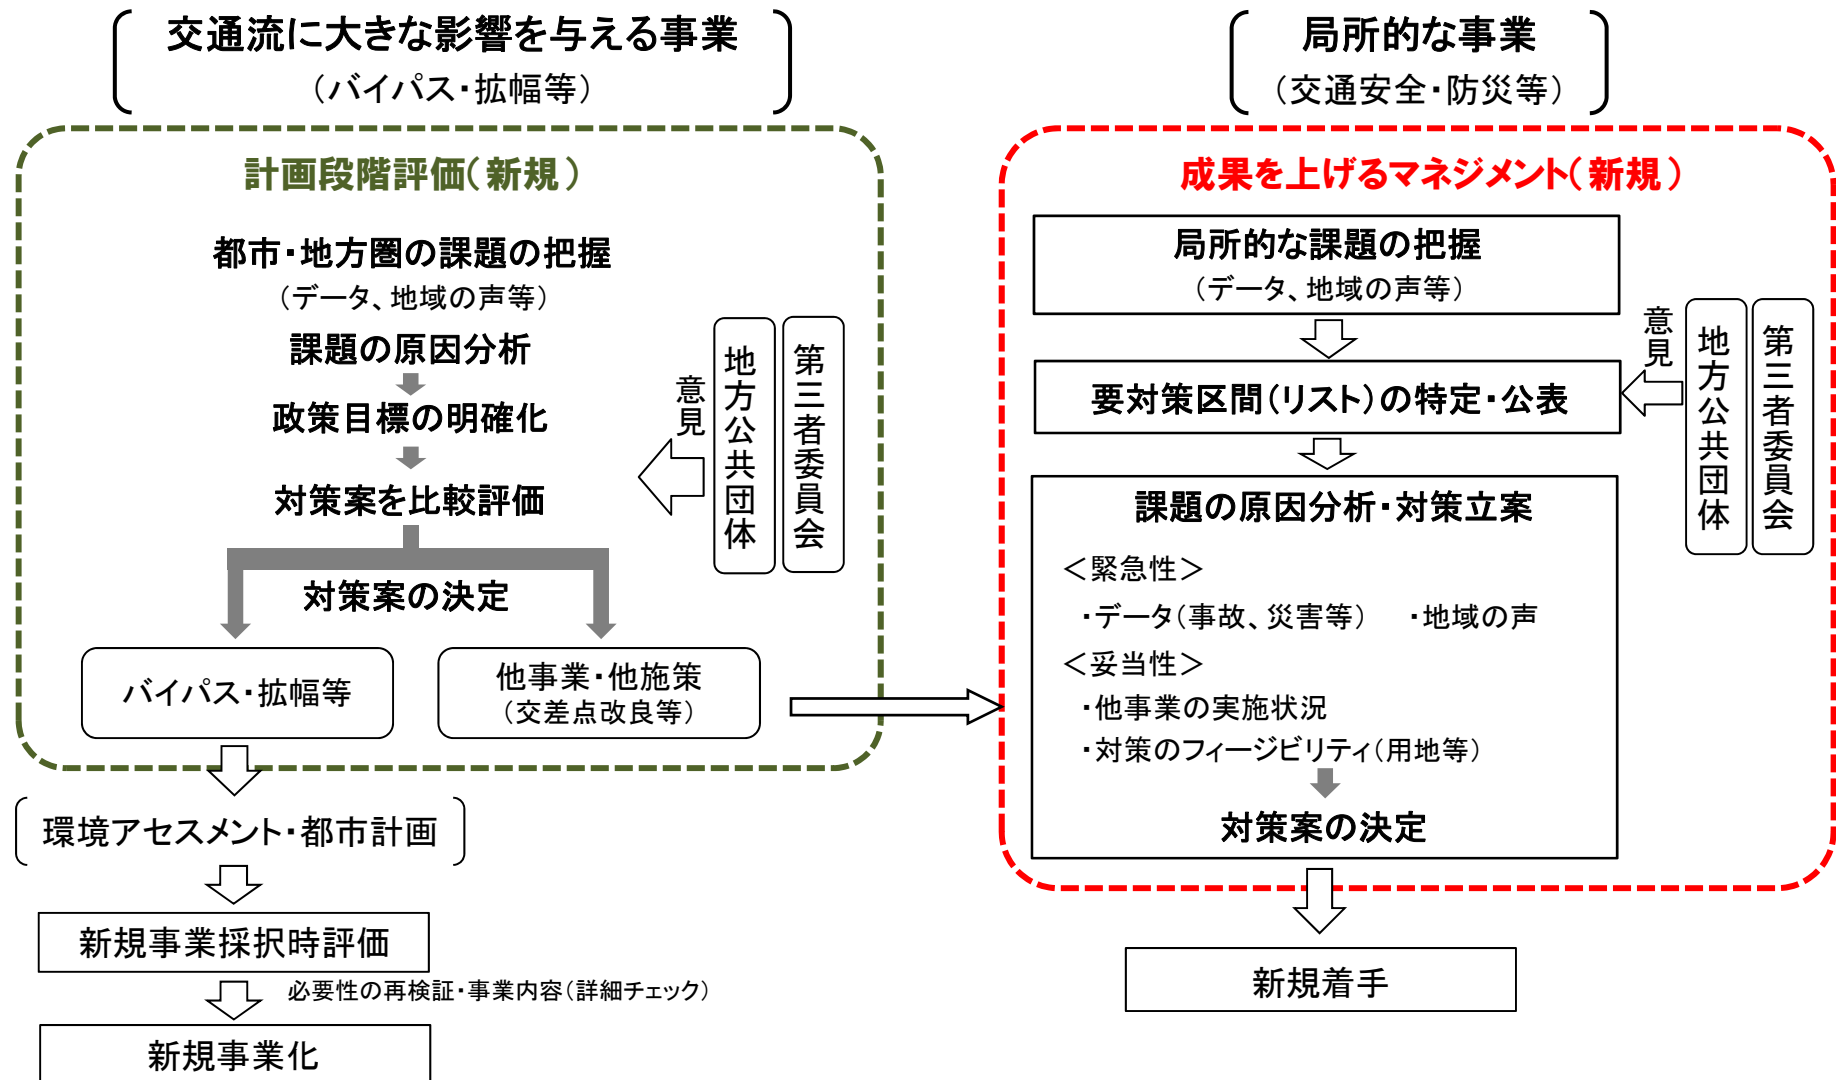 交通流に大きな影響を与える事業
（バイパス・拡幅等）
計画段階評価（新規）
都市・地方圏の課題の把握
（データ、地域の声等）
課題の原因分析
政策目標の明確化
対策案を比較評価
対策案の決定
意見
地方公共団体
第三者委員会
バイパス・拡幅等
他事業・他施策
（交差点改良等）
環境アセスメント・都市計画
新規事業採択時評価
必要性の再検証・事業内容（詳細チェック）
新規事業化
局所的な事業
（交通安全・防災等）
成果を上げるマネジメント（新規）
局所的な課題の把握
（データ、地域の声等）
要対策区間（リスト）の特定・公表
意見
地方公共団体
第三者委員会
課題の原因分析・対策立案
＜緊急性＞
・データ（事故、災害等）　・地域の声
＜妥当性＞
・他事業の実施状況
・対策のフィージビリティ（用地等）
対策案の決定
新規着手